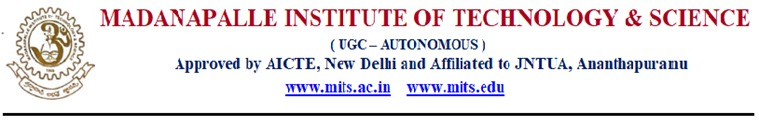 MADANAPALLE INSTITUTE OF TECHNOLOGY & SCIENCE
( UGC – AUTONOMOUS )
Approved by AICTE, New Delhi and Affiliated to JNTUA, Ananthapuramu
www.mits.ac.in www.mits.edu